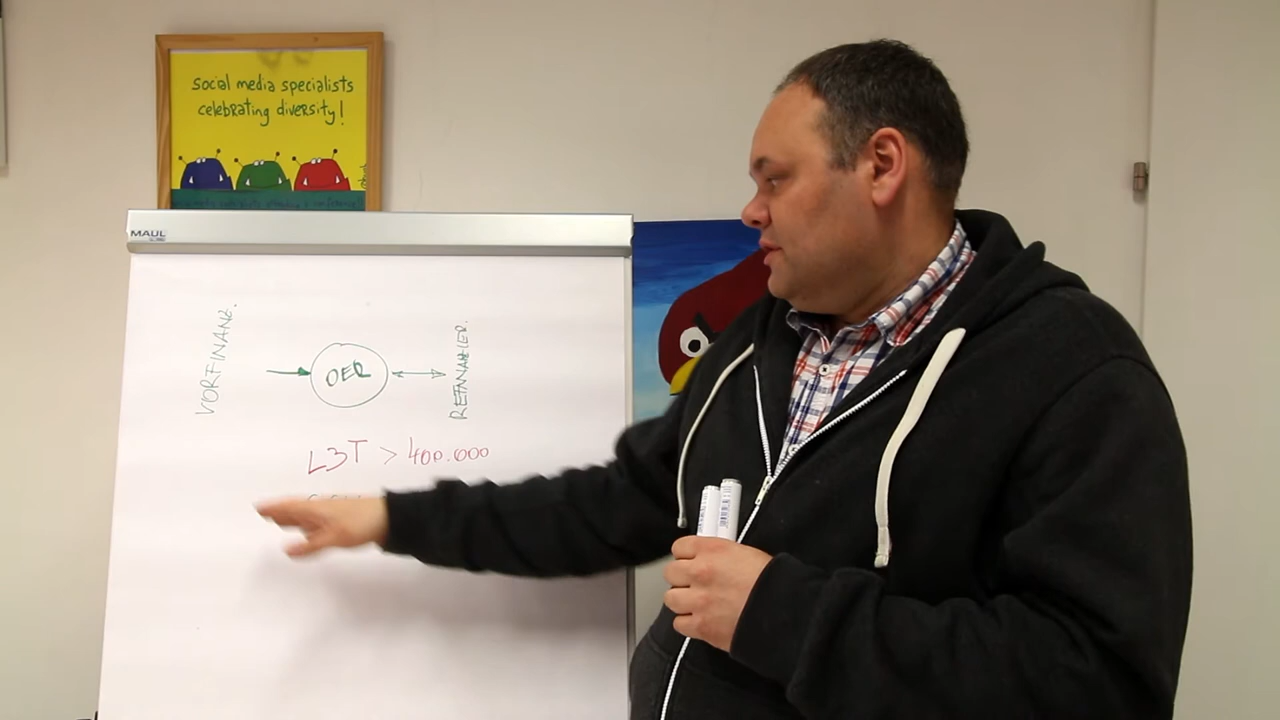 social media specialists
celebrating diversity!
MAUL
VORFINANZ.
OER
REFINANZIER.
L3T > 400.000